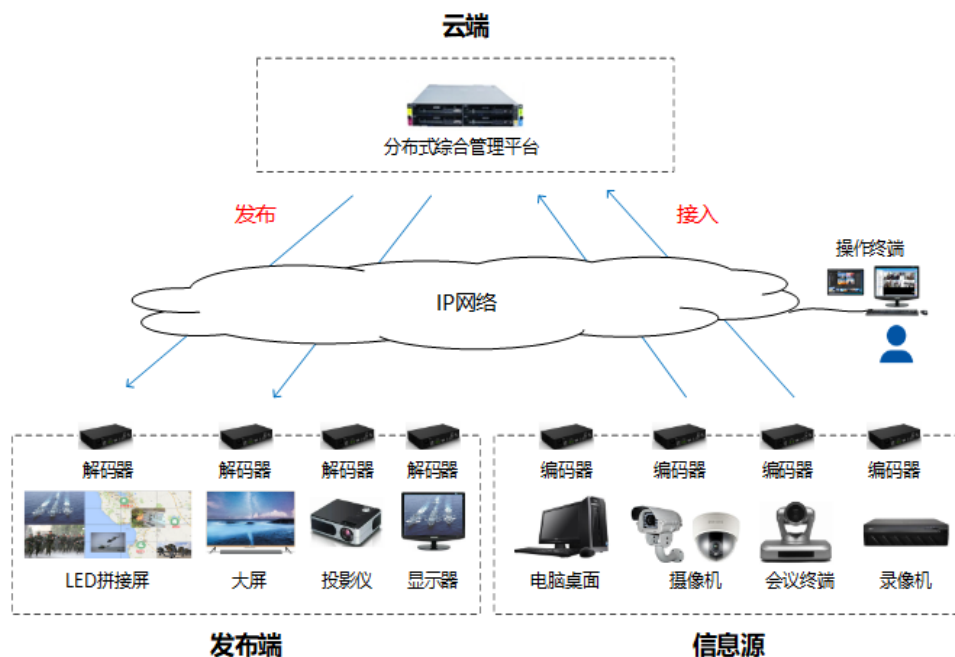 云端
分布式综合管理平台
发布
接入
操作终端
IP网络
解码器
解码器
解码器
解码器
编码器
编码器
编码器
编码器
LED拼接屏
大屏
投影仪
显示器
电脑桌面
摄像机
会议终端
录像机
发布端
信息源